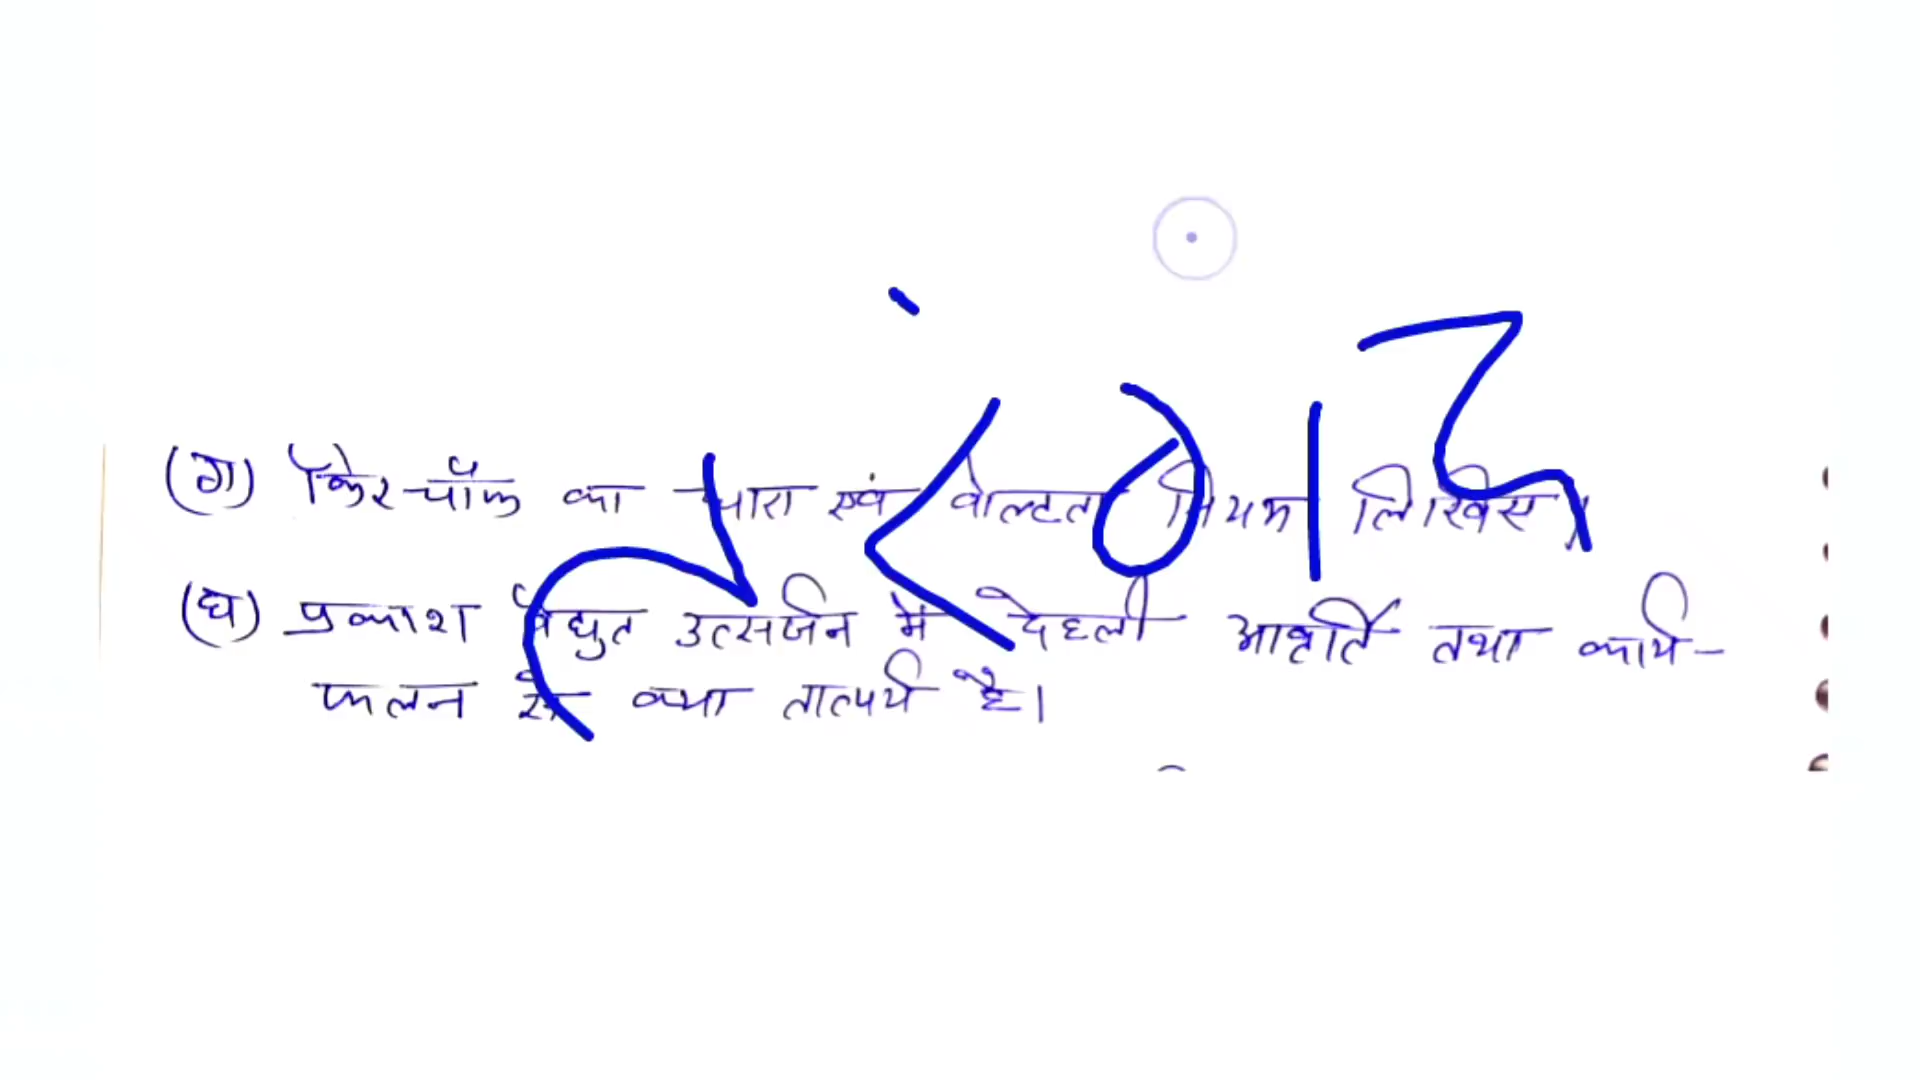 (ग) किरचॉफ का धारा एवं वोल्टता नियम लिखिए।
(घ) प्रकाश वैद्युत उत्सर्जन में देहली आवृर्ति तथा कार्य-
फलन से क्या तात्पर्य है।